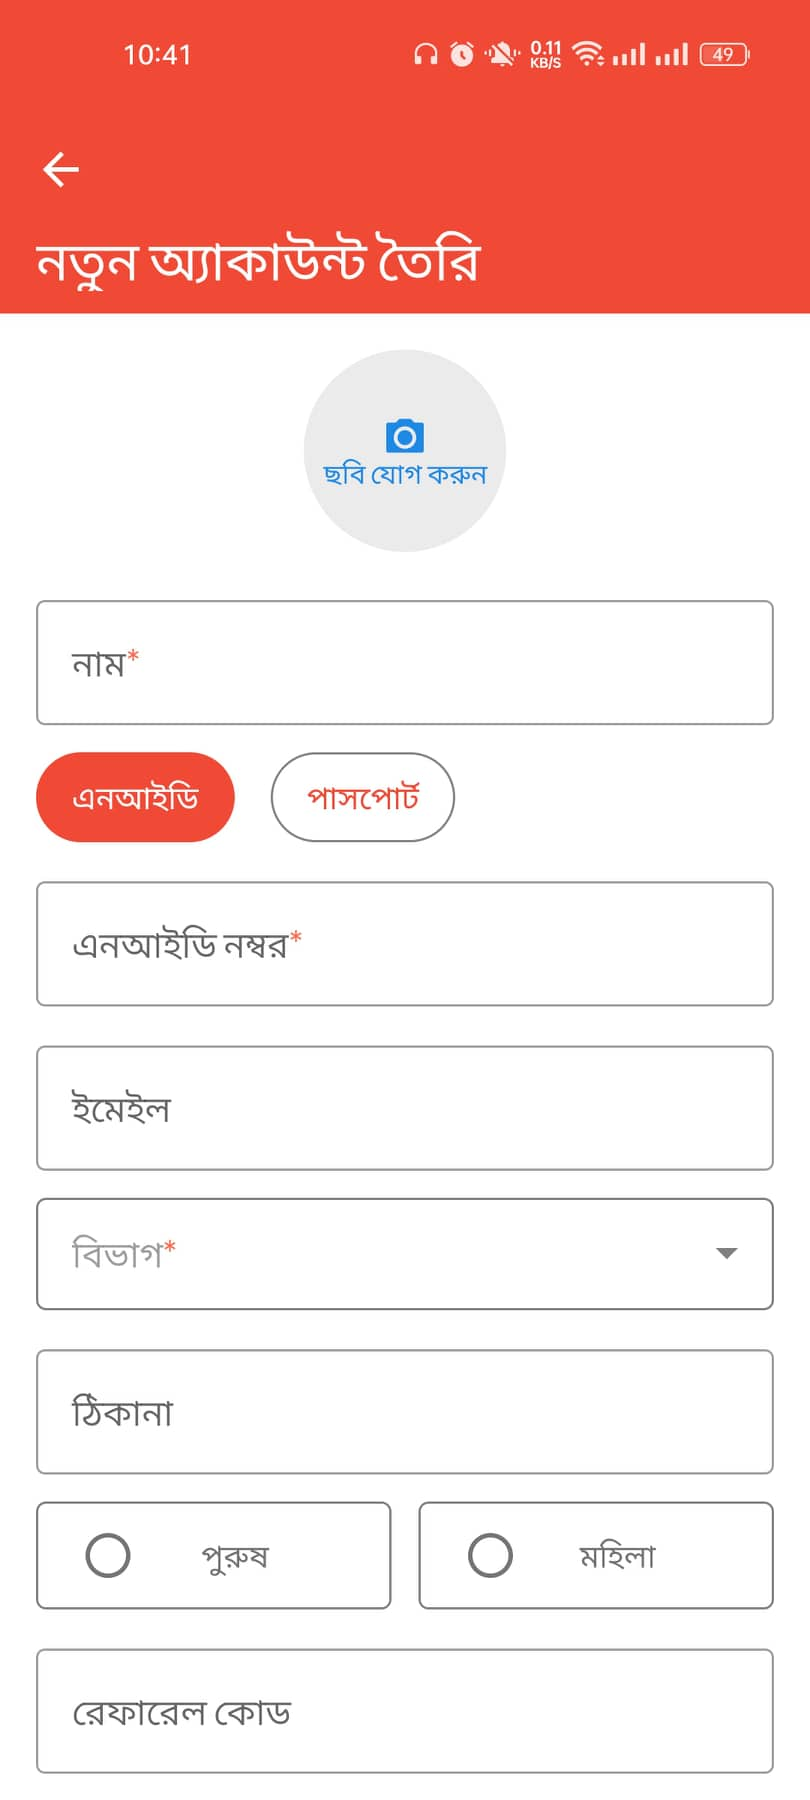 10:41
0.11
KB/S
49
নতুন অ্যাকাউন্ট তৈরি
ছবি যোগ করুন
নাম*
এনআইডি
পাসপোর্ট
এনআইডি নম্বর*
ইমেইল
বিভাগ*
ঠিকানা
পুরুষ
মহিলা
রেফারেল কোড